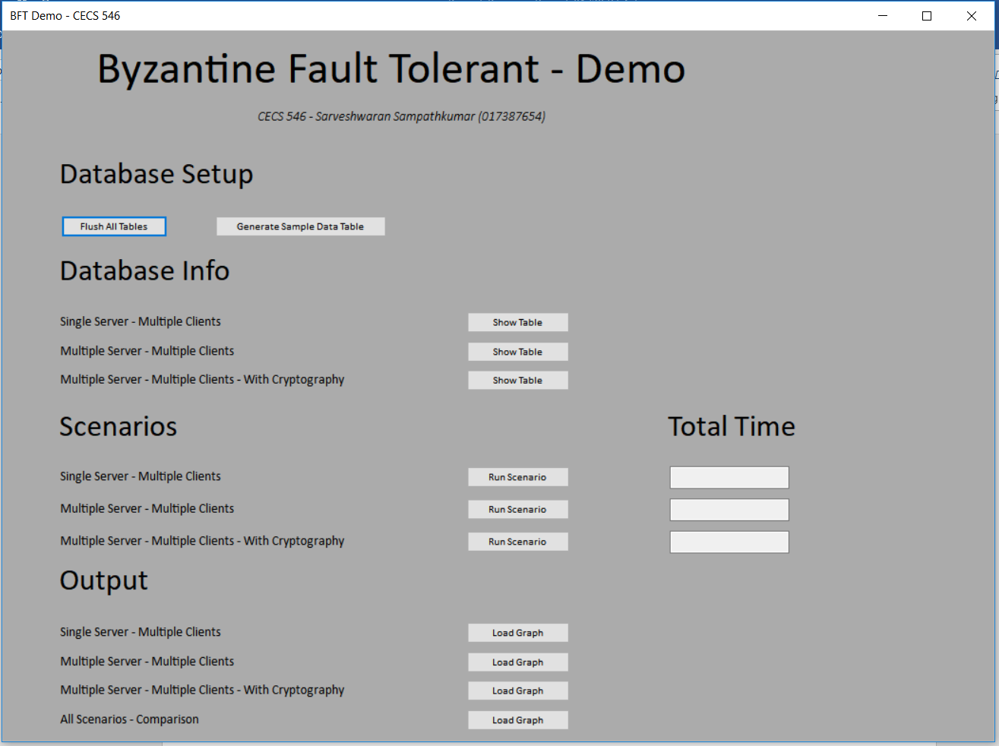 BFT Demo - CECS 546
Byzantine Fault Tolerant - Demo
CECS 546 - Sarveshwaran Sampathkumar (017387654)
Database Setup
Flush All Tables Generate Sample Data Table
Database Info
Single Server - Multiple Clients Show Table
Multiple Server - Multiple Clients Show Table
Multiple Server - Multiple Clients - With Cryptography Show Table
Scenarios Total Time
Single Server - Multiple Clients Run Scenario
Multiple Server - Multiple Clients Run Scenario
Multiple Server - Multiple Clients - With Cryptography Run Scenario
Output
Single Server - Multiple Clients Load Graph
Multiple Server - Multiple Clients Load Graph
Multiple Server - Multiple Clients - With Cryptography Load Graph
All Scenarios - Comparison Load Graph